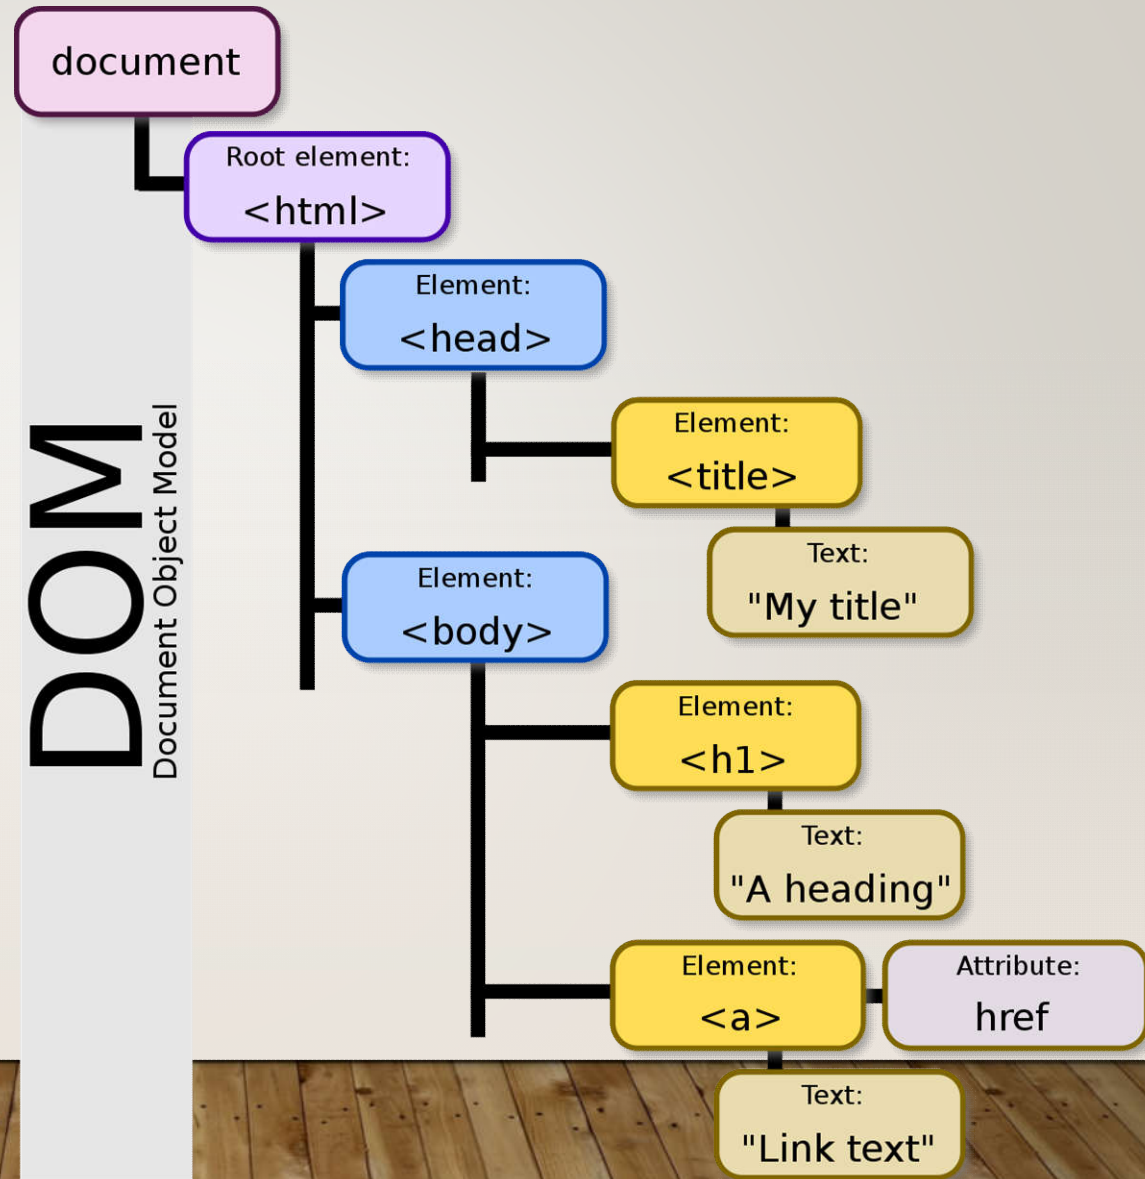 document
Root element:
<html>
Element:
<head>
Element:
<title>
Text:
"My title"
Element:
<body>
Element:
<h1>
Text:
"A heading"
Element:
<a>
Attribute:
href
Text:
"Link text"
DOM
Document Object Model